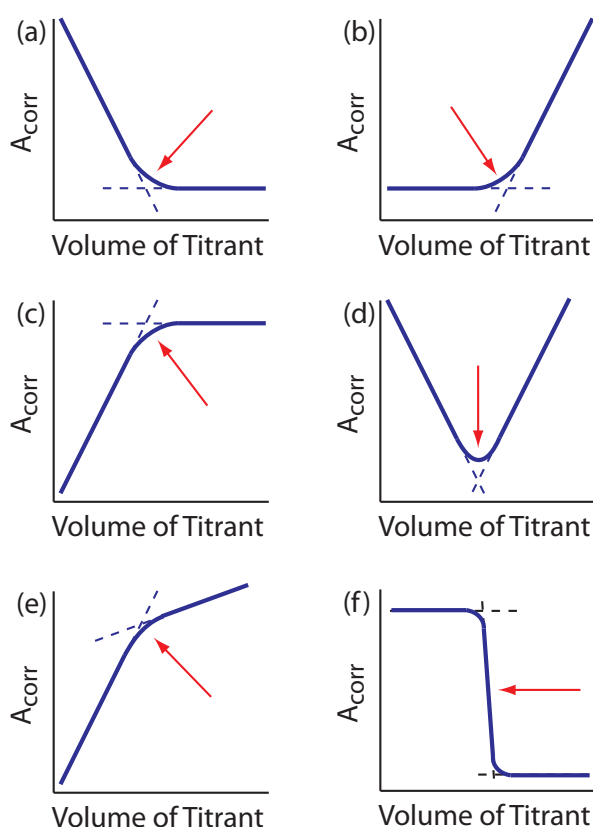 (a)
A_corr
Volume of Titrant
(b)
A_corr
Volume of Titrant
(c)
A_corr
Volume of Titrant
(d)
A_corr
Volume of Titrant
(e)
A_corr
Volume of Titrant
(f)
A_corr
Volume of Titrant